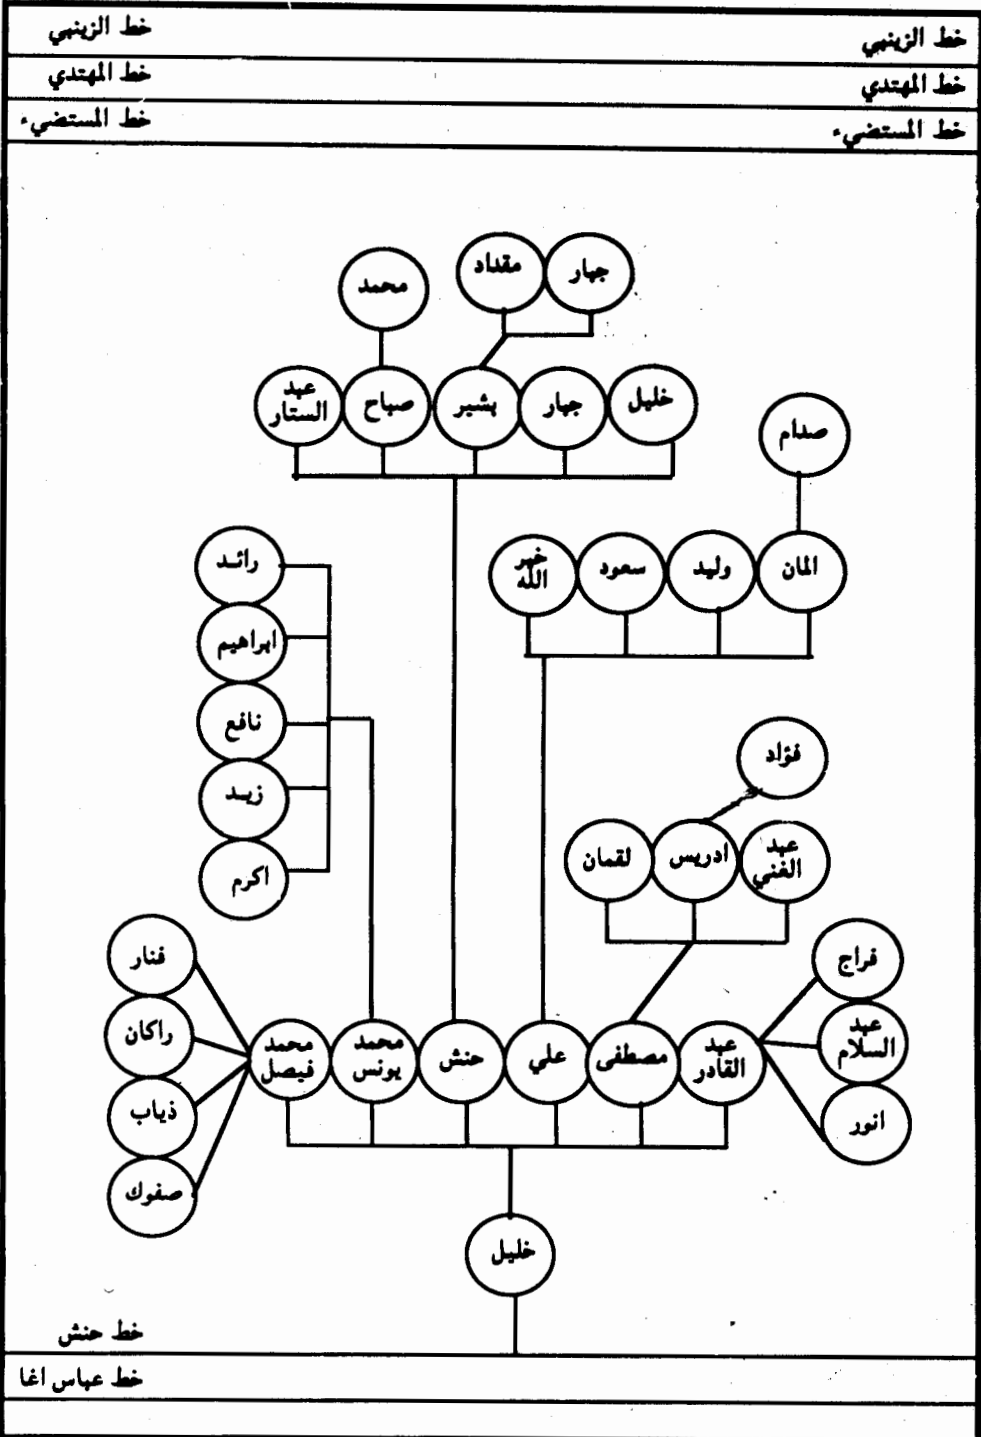 خط الزينبي
خط الزينبي
خط المهتدي
خط المهتدي
خط المستضيء
خط المستضيء
جبار
مقداد
محمد
خليل
جبار
بشير
صباح
عبد
الستار
صدام
المان
وليد
سعود
خير
الله
رائد
ابراهيم
نافع
زيد
اكرم
فؤاد
عبد
الغني
ادريس
لقمان
فراج
عبد
السلام
انور
فنار
راكان
ذياب
صفوك
عبد
القادر
مصطفى
علي
حنش
محمد
يونس
محمد
فيصل
خليل
خط حنش
خط عباس اغا